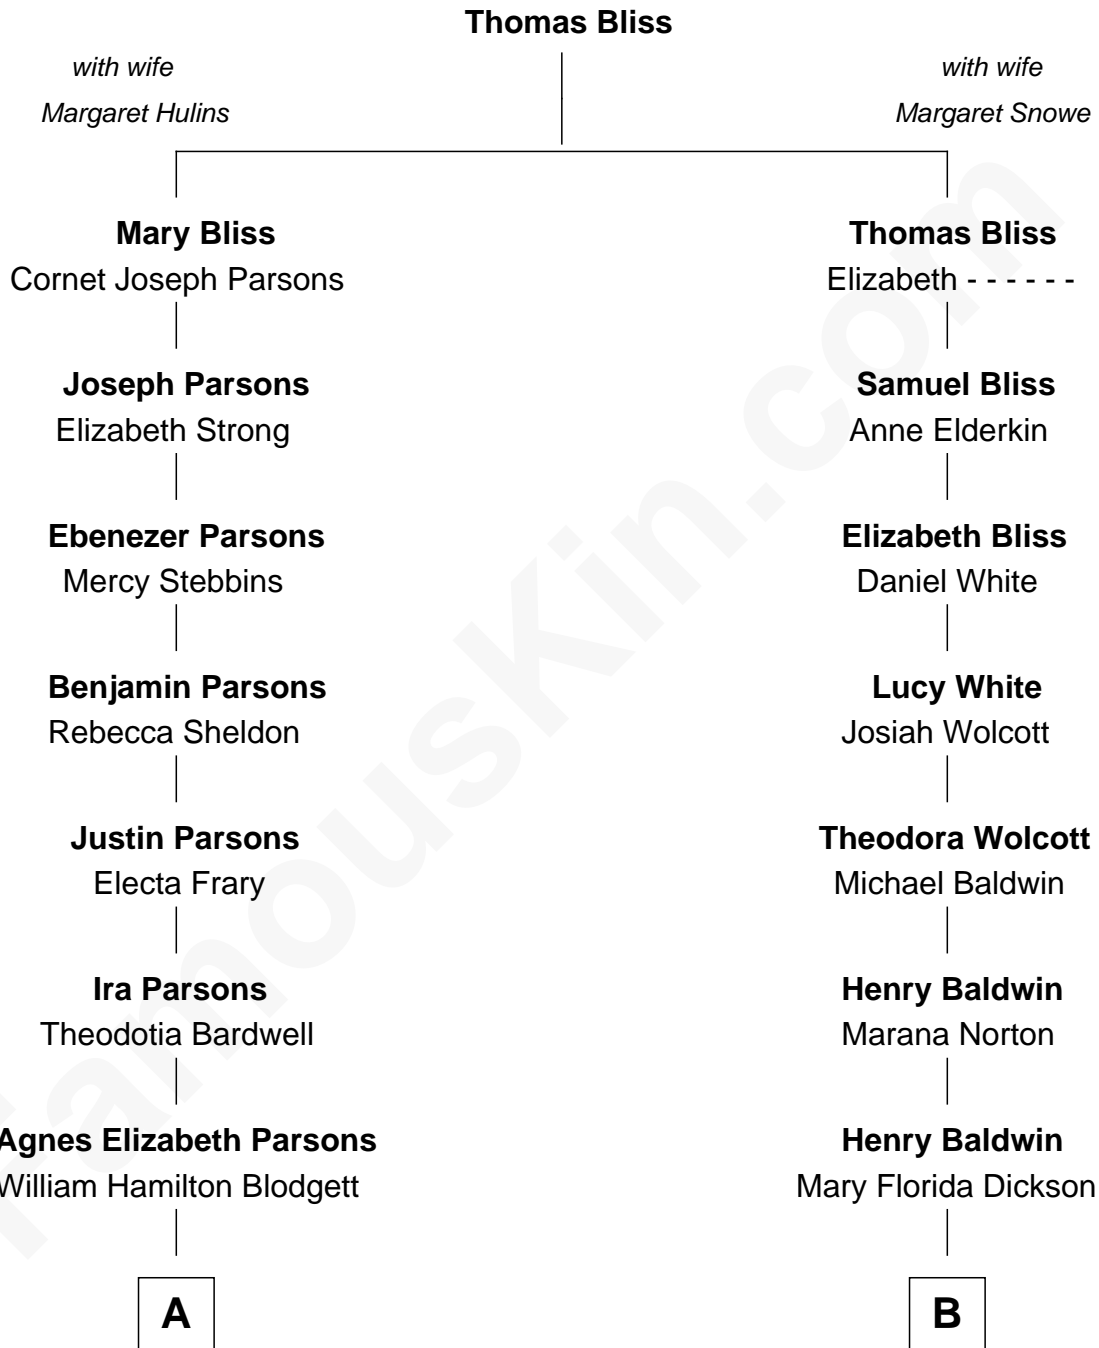 Thomas Bliss
with wife
Margaret Hulins
with wife
Margaret Snowe
Mary Bliss
Cornet Joseph Parsons
Thomas Bliss
Elizabeth - - - - - -
Joseph Parsons
Elizabeth Strong
Samuel Bliss
Anne Elderkin
Ebenezer Parsons
Mercy Stebbins
Elizabeth Bliss
Daniel White
Benjamin Parsons
Rebecca Sheldon
Lucy White
Josiah Wolcott
Justin Parsons
Electa Frary
Theodora Wolcott
Michael Baldwin
Ira Parsons
Theodotia Bardwell
Henry Baldwin
Marana Norton
Agnes Elizabeth Parsons
William Hamilton Blodgett
Henry Baldwin
Mary Florida Dickson
A
B
FamousKin.com